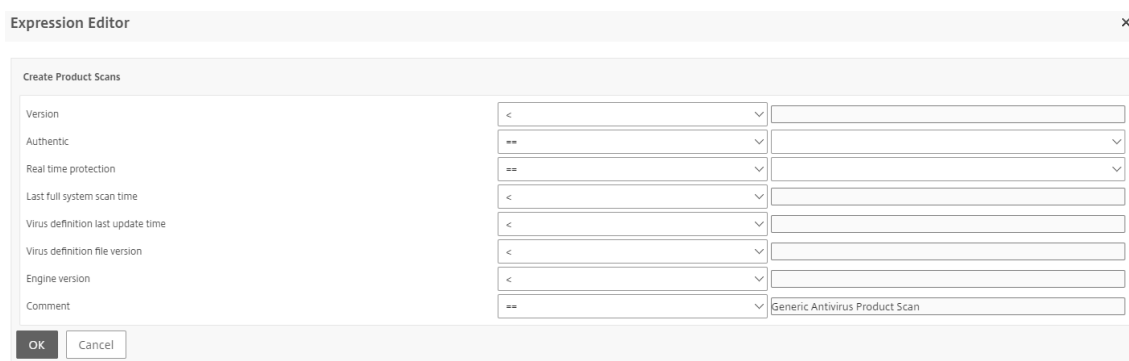 Expression Editor ×
Create Product Scans
Version <
Authentic ==
Real time protection ==
Last full system scan time <
Virus definition last update time <
Virus definition file version <
Engine version <
Comment == Generic Antivirus Product Scan
OK Cancel